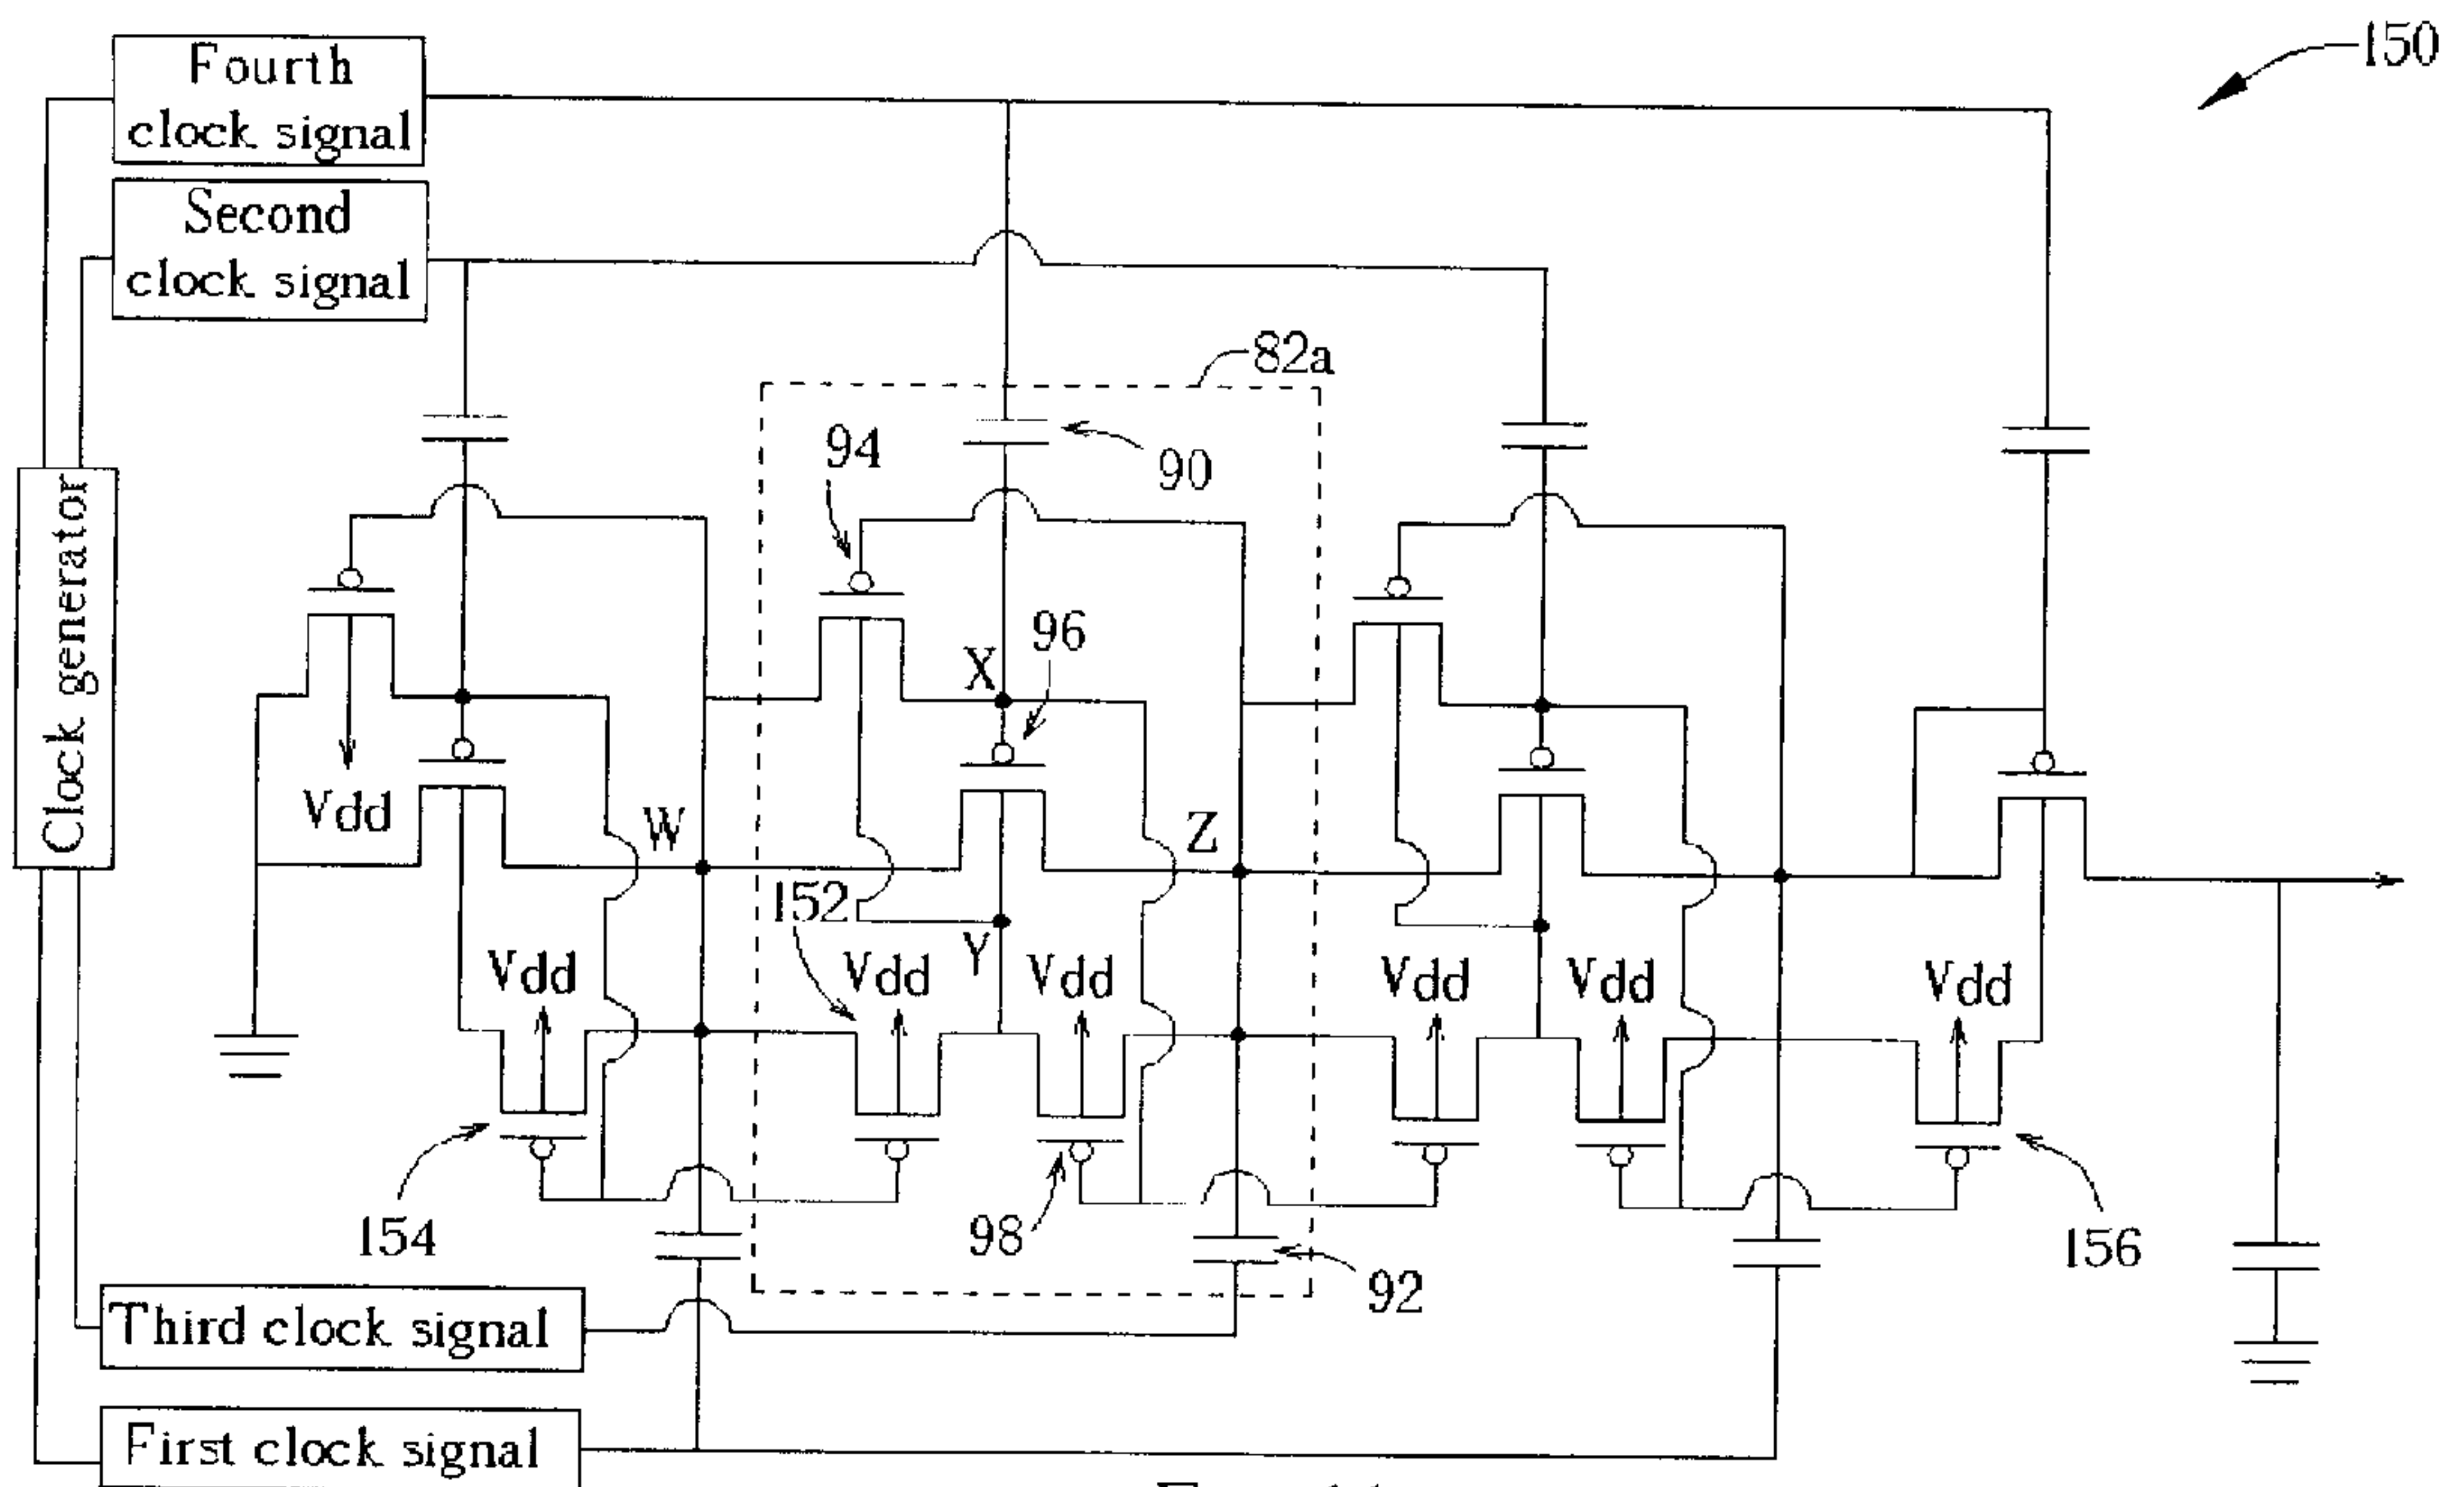 150
Fourth
clock signal
Second
clock signal
82a
94
90
Clock generator
96
X
Vdd
W
Z
152
Y
Vdd
Vdd
Vdd
Vdd
Vdd
Vdd
154
98
92
156
Third clock signal
First clock signal